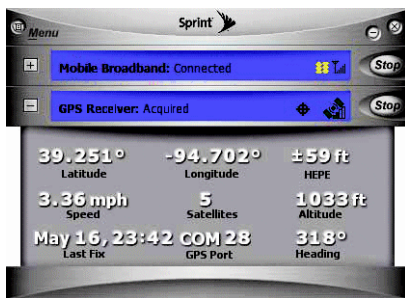 Sprint
Menu
Mobile Broadband: Connected
Stop
GPS Receiver: Acquired
Stop
39.251° -94.702° ±59 ft
Latitude Longitude HEPE
3.36 mph 5 1033 ft
Speed Satellites Altitude
May 16, 23:42 COM 28 318°
Last Fix GPS Port Heading